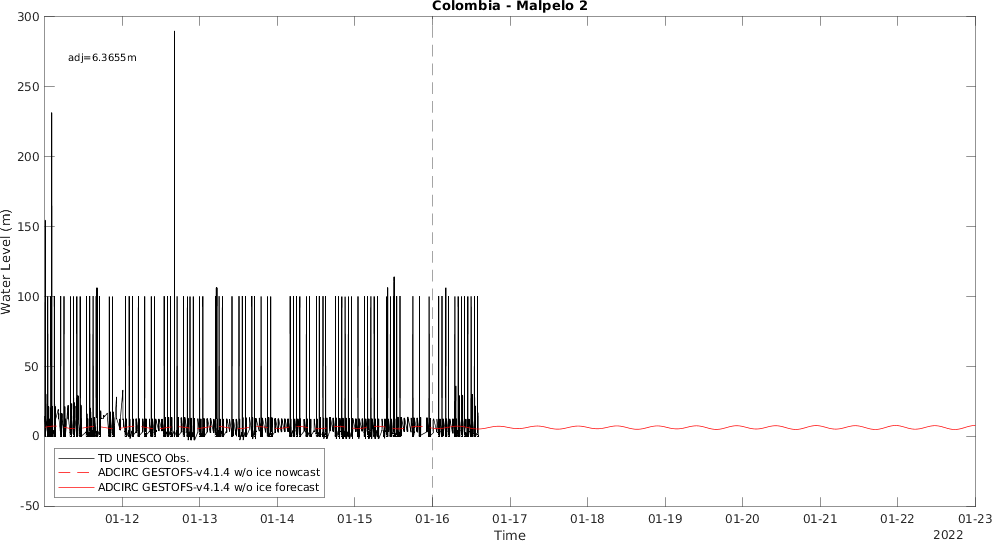 Colombia - Malpelo 2
300
adj=6.3655m
250
200
150
100
50
0
-50
Water Level (m)
TD UNESCO Obs.
ADCIRC GESTOFS-v4.1.4 w/o ice nowcast
ADCIRC GESTOFS-v4.1.4 w/o ice forecast
01-12 01-13 01-14 01-15 01-16 01-17 01-18 01-19 01-20 01-21 01-22 01-23
Time
2022